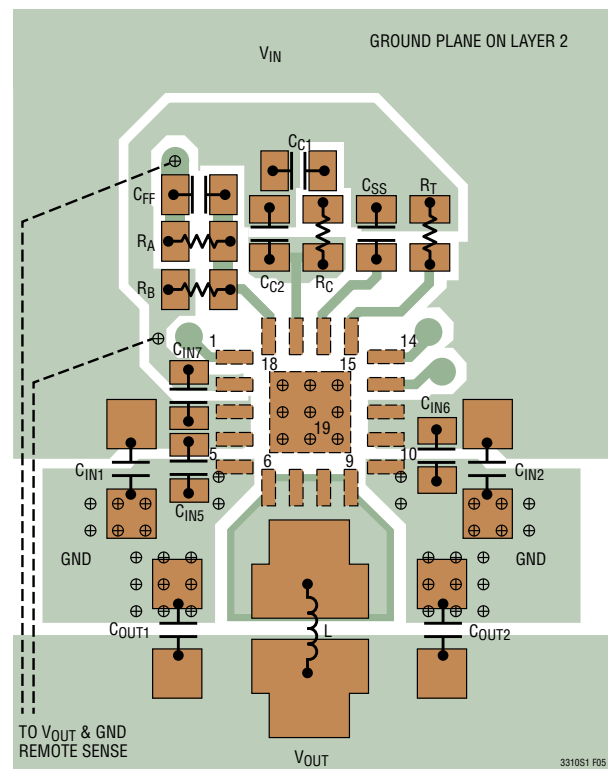 GROUND PLANE ON LAYER 2
VIN
CC1
CFF
CSS
RT
RA
RB
CC2
RC
1
CIN7
18
15
14
19
CIN6
5
6
9
10
CIN1
CIN5
CIN2
GND
GND
COUT1
L
COUT2
TO VOUT & GND
REMOTE SENSE
VOUT
3310S1 F05